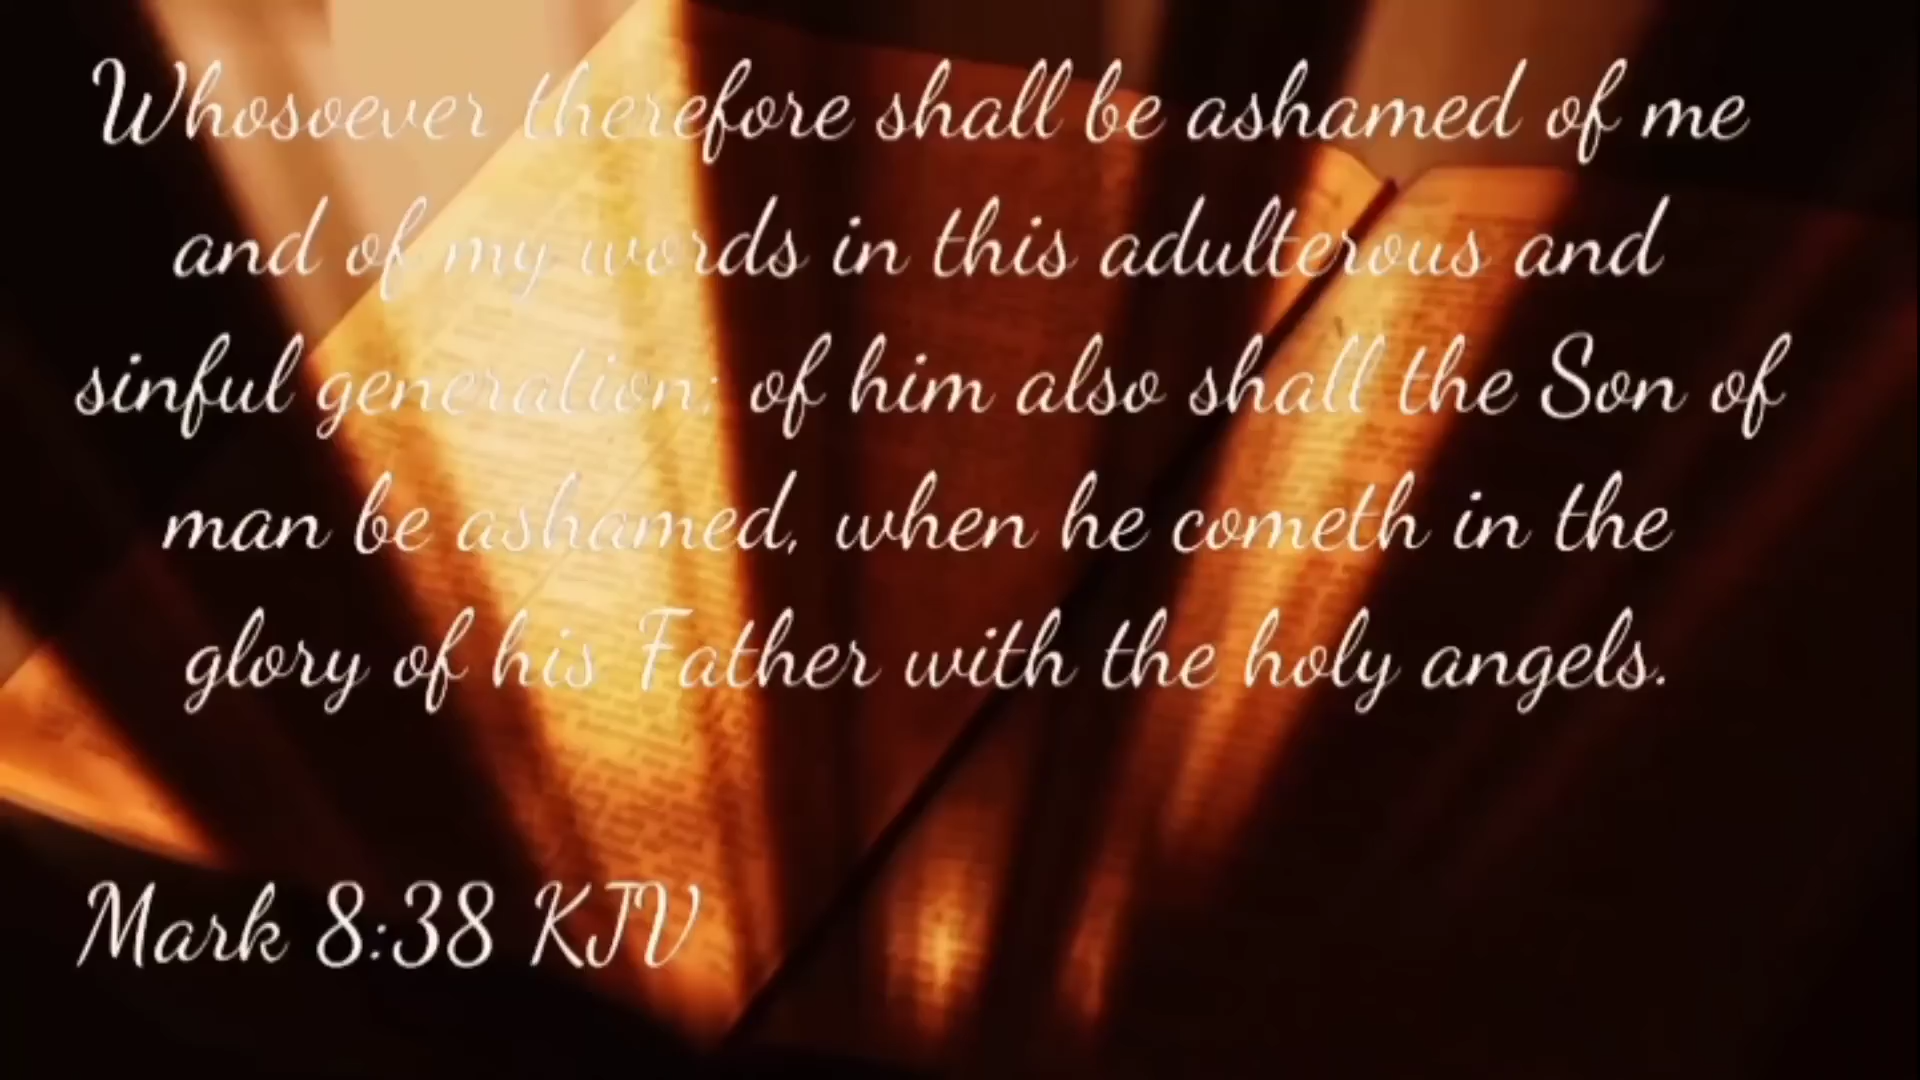 Whosoever therefore shall be ashamed of me
and of my words in this adulterous and
sinful generation; of him also shall the Son of
man be ashamed, when he cometh in the
glory of his Father with the holy angels.
Mark 8:38 KJV